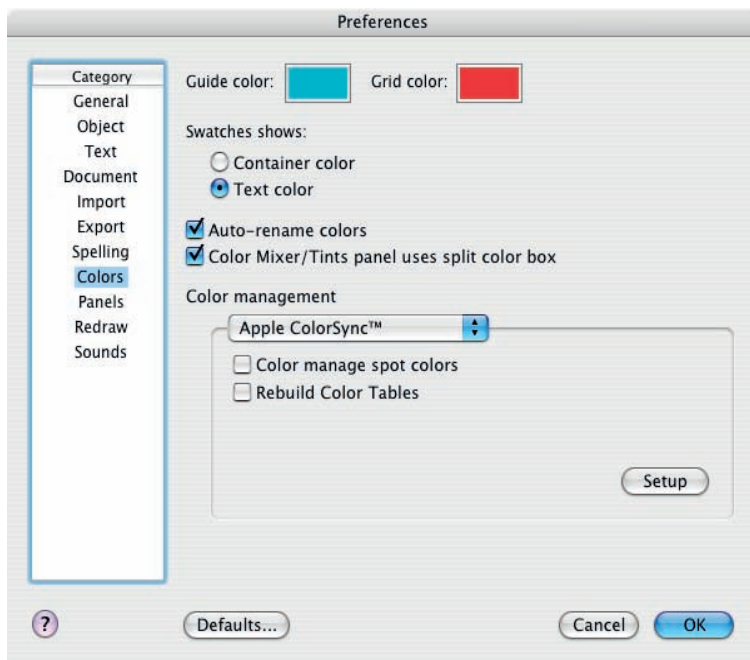 Preferences
Category
General
Object
Text
Document
Import
Export
Spelling
Colors
Panels
Redraw
Sounds
Guide color:
Grid color:
Swatches shows:
Container color
Text color
Auto-rename colors
Color Mixer/Tints panel uses split color box
Color management
Apple ColorSync™
Color manage spot colors
Rebuild Color Tables
Setup
?
Defaults...
Cancel
OK